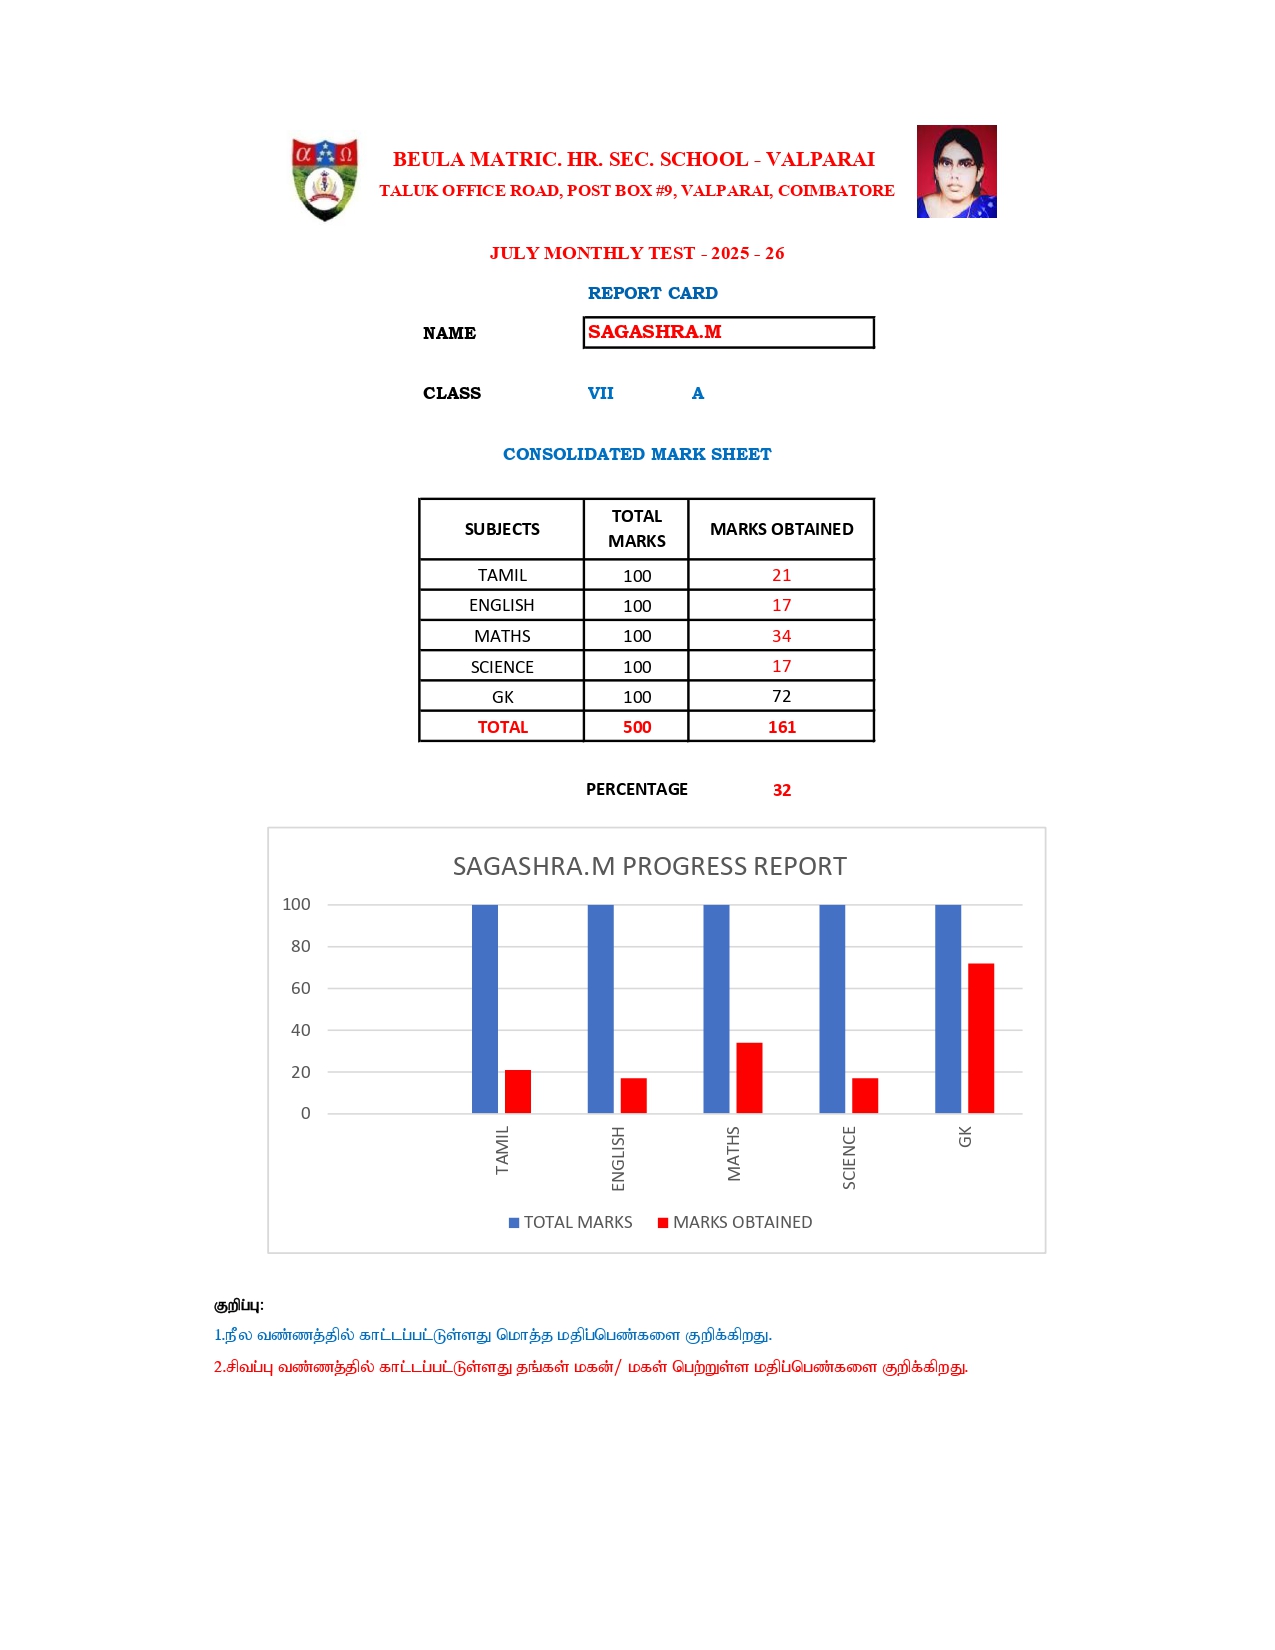 BEULA MATRIC. HR. SEC. SCHOOL - VALPARAI
TALUK OFFICE ROAD, POST BOX #9, VALPARAI, COIMBATORE
JULY MONTHLY TEST - 2025 - 26
REPORT CARD
NAME SAGASHRA.M
CLASS VII A
CONSOLIDATED MARK SHEET
SUBJECTS TOTAL MARKS MARKS OBTAINED
TAMIL 100 21
ENGLISH 100 17
MATHS 100 34
SCIENCE 100 17
GK 100 72
TOTAL 500 161
PERCENTAGE 32
SAGASHRA.M PROGRESS REPORT
100
80
60
40
20
0
TAMIL ENGLISH MATHS SCIENCE GK
TOTAL MARKS MARKS OBTAINED
குறிப்பு:
1.நீல வண்ணத்தில் காட்டப்பட்டுள்ளது மொத்த மதிப்பெண்களை குறிக்கிறது.
2.சிவப்பு வண்ணத்தில் காட்டப்பட்டுள்ளது தங்கள் மகன்/ மகள் பெற்றுள்ள மதிப்பெண்களை குறிக்கிறது.